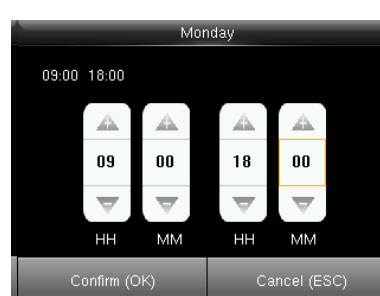 Monday
09:00 18:00
09 00 18 00
HH MM HH MM
Confirm (OK) Cancel (ESC)